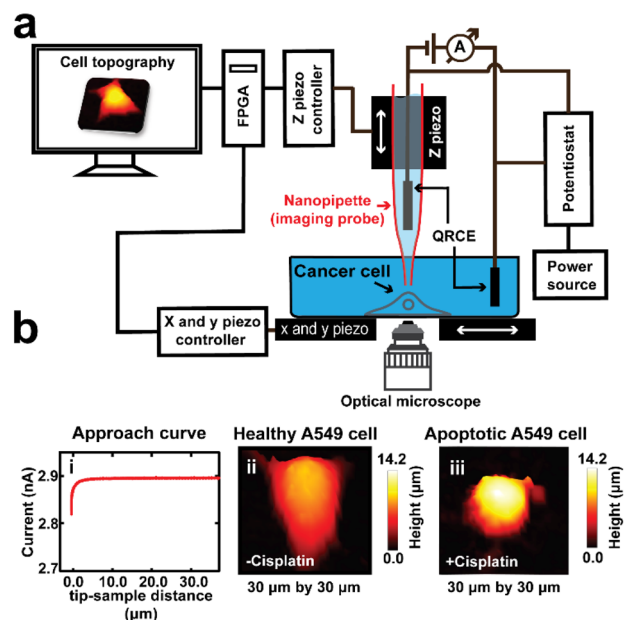 a
Cell topography
FPGA
Z piezo
controller
Z piezo
A
Potentiostat
Nanopipette
(imaging probe)
QRCE
Cancer cell
Power
source
X and y piezo
controller
x and y piezo
Optical microscope
b
Approach curve
Healthy A549 cell
Apoptotic A549 cell
i
2.9
2.8
2.7
Current (nA)
0.0 10.0 20.0 30.0
tip-sample distance
(µm)
ii
-Cisplatin
30 µm by 30 µm
14.2
0.0
Height (µm)
iii
+Cisplatin
30 µm by 30 µm
14.2
0.0
Height (µm)